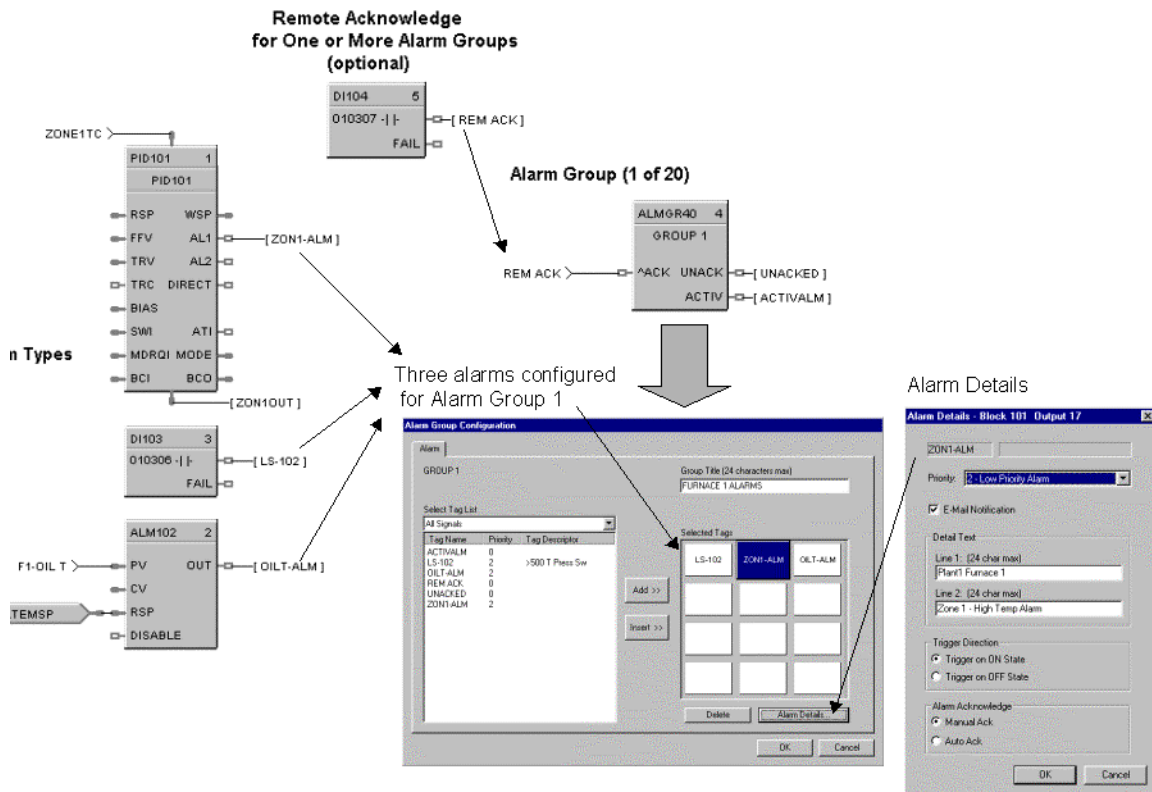 Remote Acknowledge
for One or More Alarm Groups
(optional)
DI104 5
010307 -| |-
FAIL
[ REM ACK ]
ZONE1TC
PID101 1
PID101
RSP WSP
FFV AL1
TRV AL2
TRC DIRECT
BIAS
SWI ATI
MDRQI MODE
BCI BCO
[ ZON1-ALM ]
[ ZON1OUT ]
Alarm Group (1 of 20)
ALMGR40 4
GROUP 1
REM ACK
^ACK UNACK
ACTIV
[ UNACKED ]
[ ACTIVALM ]
m Types
DI103 3
010306 -| |-
FAIL
[ LS-102 ]
ALM102 2
F1-OIL T
PV OUT
CV
RSP
DISABLE
TEMSP
[ OILT-ALM ]
Three alarms configured
for Alarm Group 1
Alarm Group Configuration
Alarm
GROUP 1
Group Title (24 characters max)
FURNACE 1 ALARMS
Select Tag List
All Signals
Tag Name Priority Tag Descriptor
ACTIVALM 0
LS-102 2 >500 T Press Sw
OILT-ALM 2
REM ACK 0
UNACKED 0
ZON1-ALM 2
Add >>
Insert >>
Selected Tags
LS-102 ZON1-ALM OILT-ALM
Delete
Alarm Details...
OK
Cancel
Alarm Details
Alarm Details - Block 101 Output 17
ZON1-ALM
Priority: 2 - Low Priority Alarm
E-Mail Notification
Detail Text
Line 1: (24 char max)
Plant1 Furnace 1
Line 2: (24 char max)
Zone 1 - High Temp Alarm
Trigger Direction
Trigger on ON State
Trigger on OFF State
Alarm Acknowledge
Manual Ack
Auto Ack
OK
Cancel